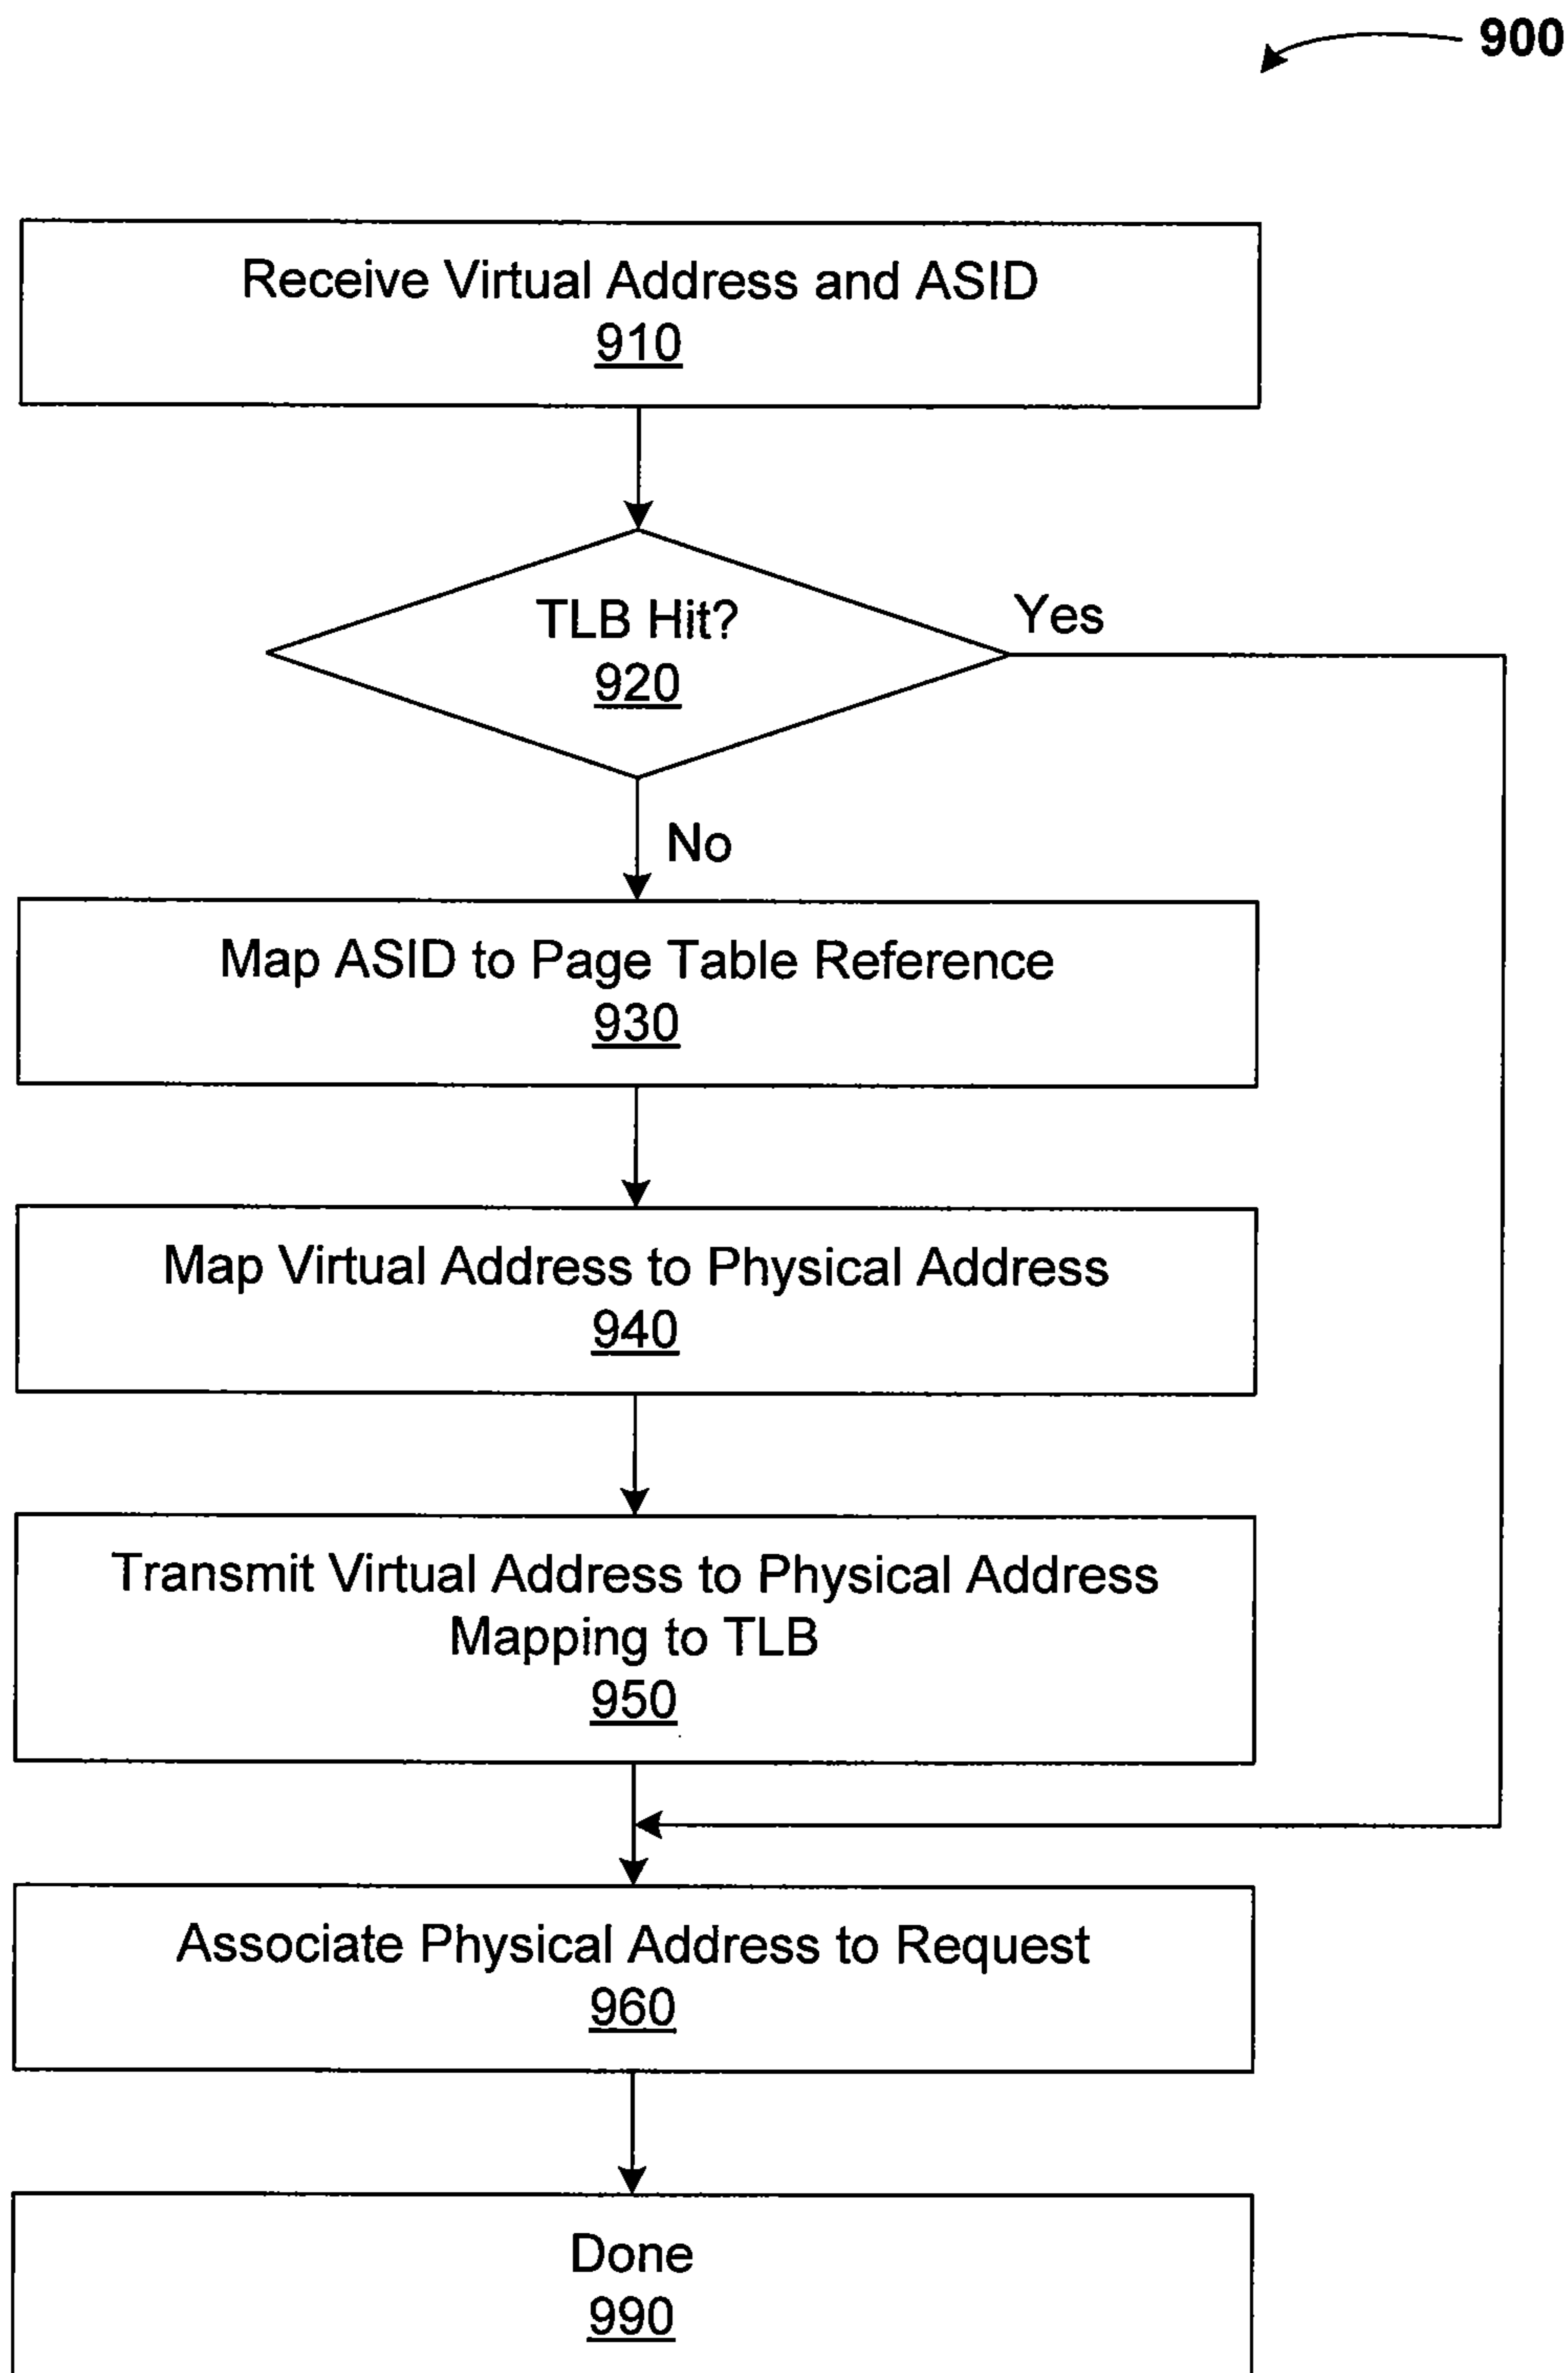 900
Receive Virtual Address and ASID
910
TLB Hit?
920
Yes
No
Map ASID to Page Table Reference
930
Map Virtual Address to Physical Address
940
Transmit Virtual Address to Physical Address
Mapping to TLB
950
Associate Physical Address to Request
960
Done
990